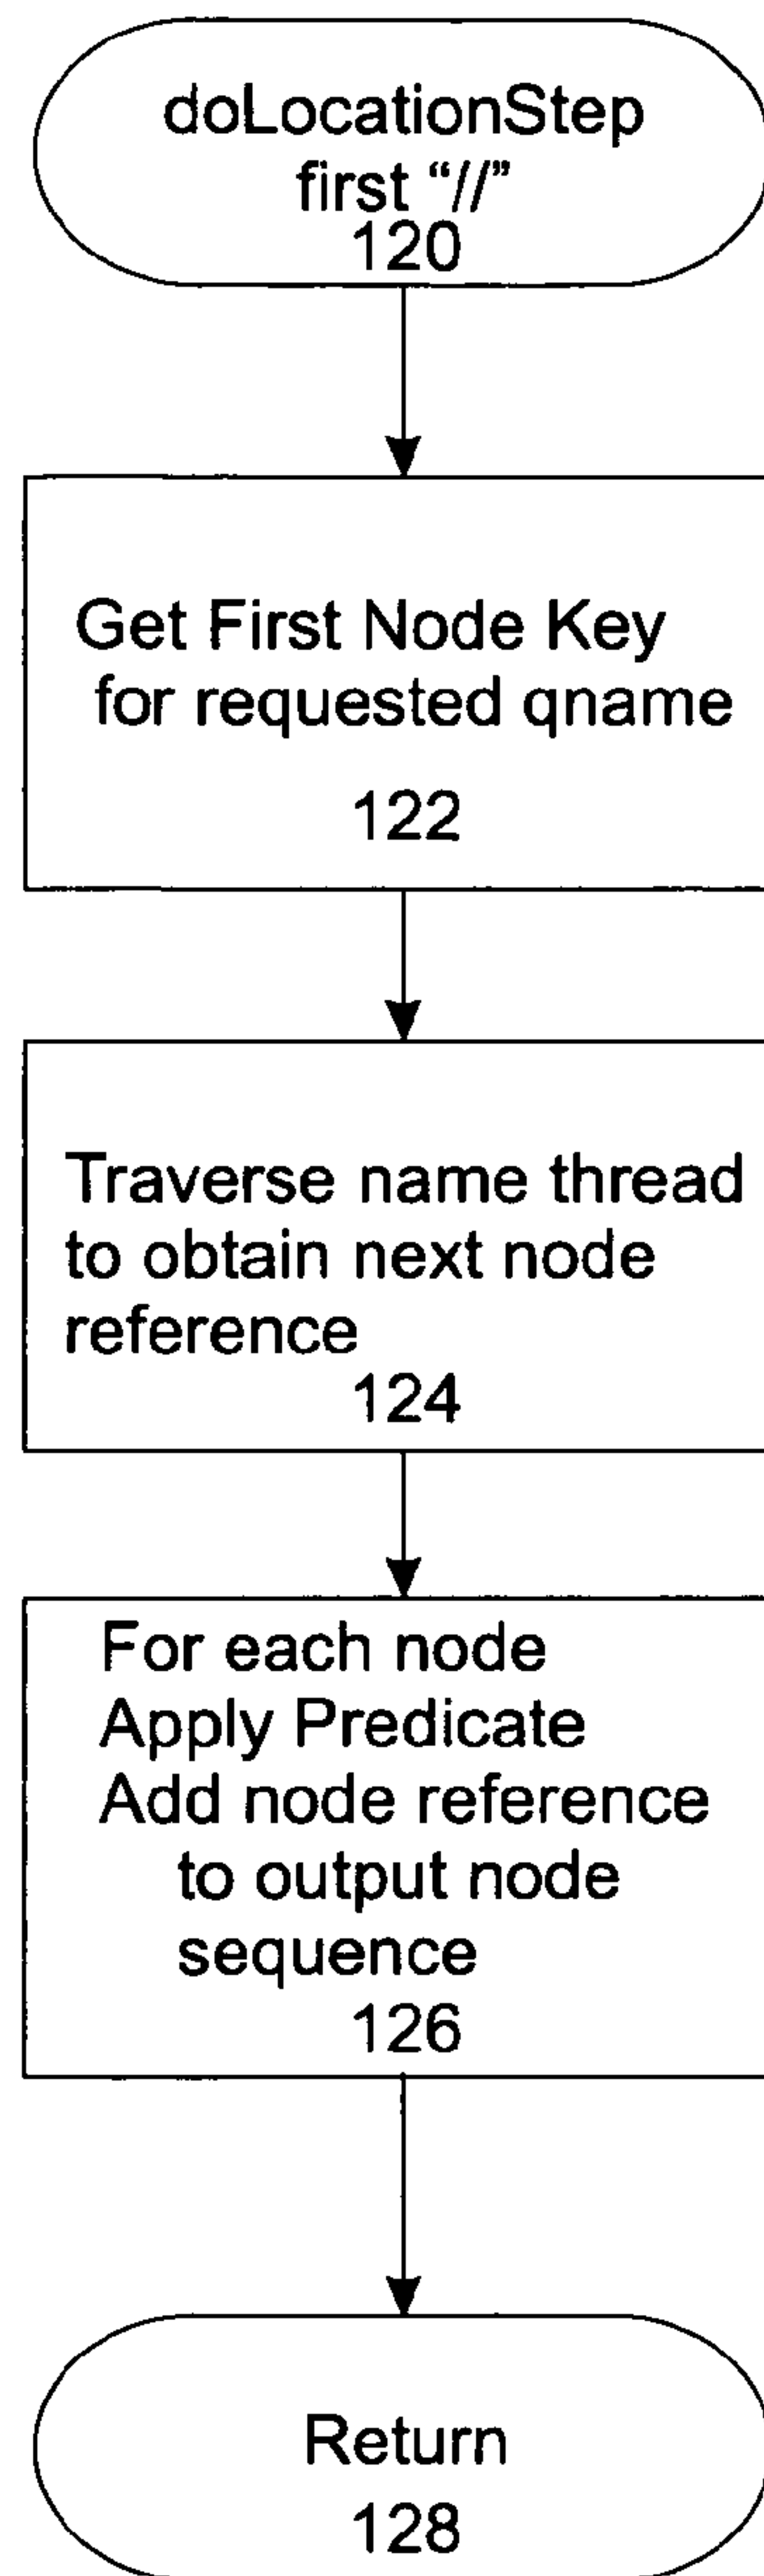 doLocationStep
first “//”
120
Get First Node Key
for requested qname
122
Traverse name thread
to obtain next node
reference
124
For each node
Apply Predicate
Add node reference
to output node
sequence
126
Return
128